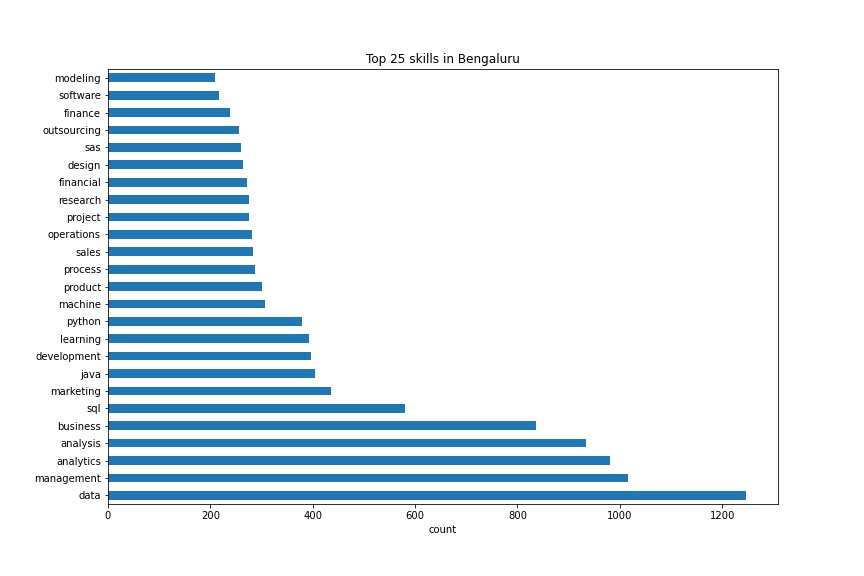 Top 25 skills in Bengaluru
modeling
software
finance
outsourcing
sas
design
financial
research
project
operations
sales
process
product
machine
python
learning
development
java
marketing
sql
business
analysis
analytics
management
data
0 200 400 600 800 1000 1200
count